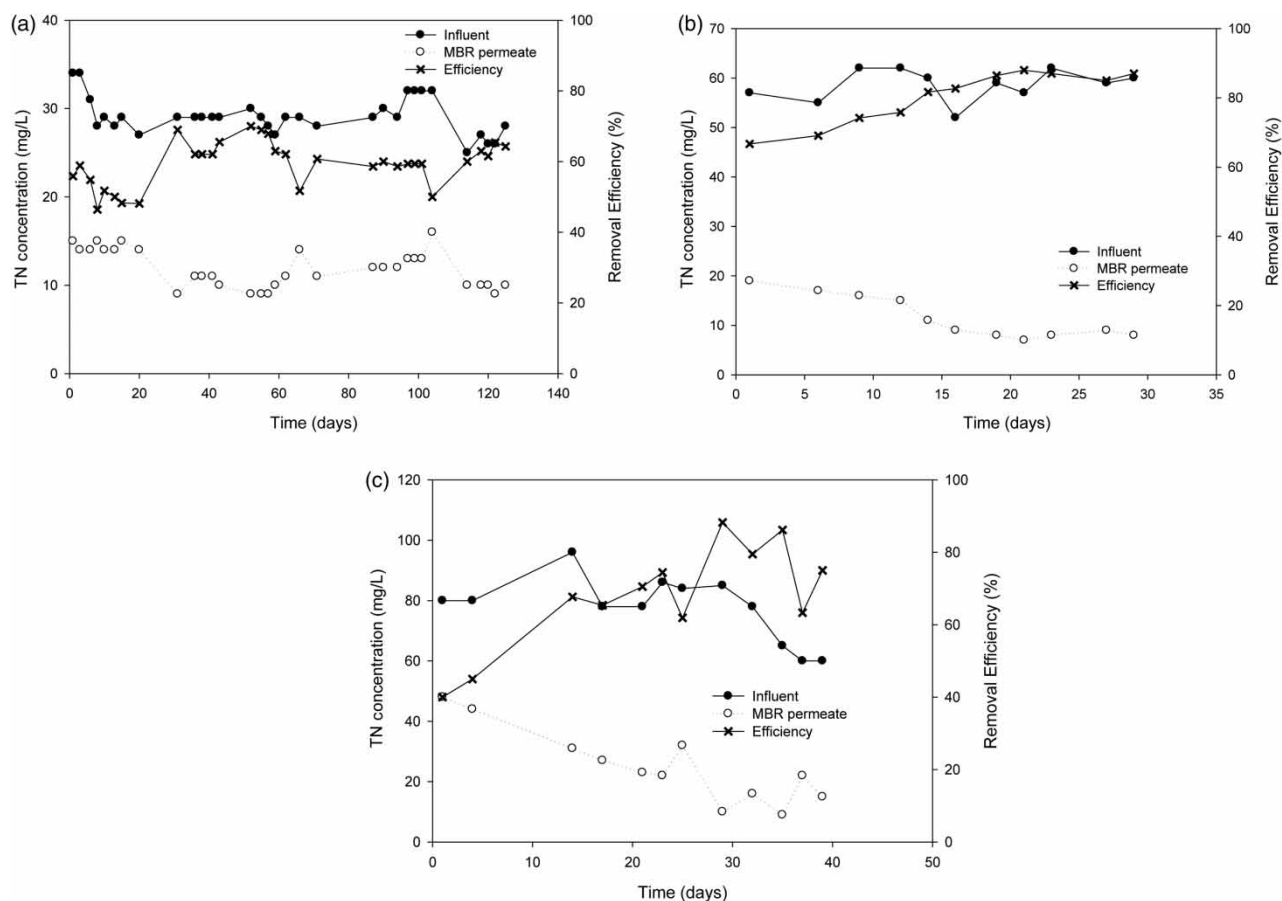 (a)
40
30
20
10
0
TN concentration (mg/L)
100
80
60
40
20
0
Removal Efficiency (%)
Influent
MBR permeate
Efficiency
0 20 40 60 80 100 120 140
Time (days)
(b)
70
60
50
40
30
20
10
0
TN concentration (mg/L)
100
80
60
40
20
0
Removal Efficiency (%)
Influent
MBR permeate
Efficiency
0 5 10 15 20 25 30 35
Time (days)
(c)
120
100
80
60
40
20
0
TN concentration (mg/L)
100
80
60
40
20
0
Removal Efficiency (%)
Influent
MBR permeate
Efficiency
0 10 20 30 40 50
Time (days)